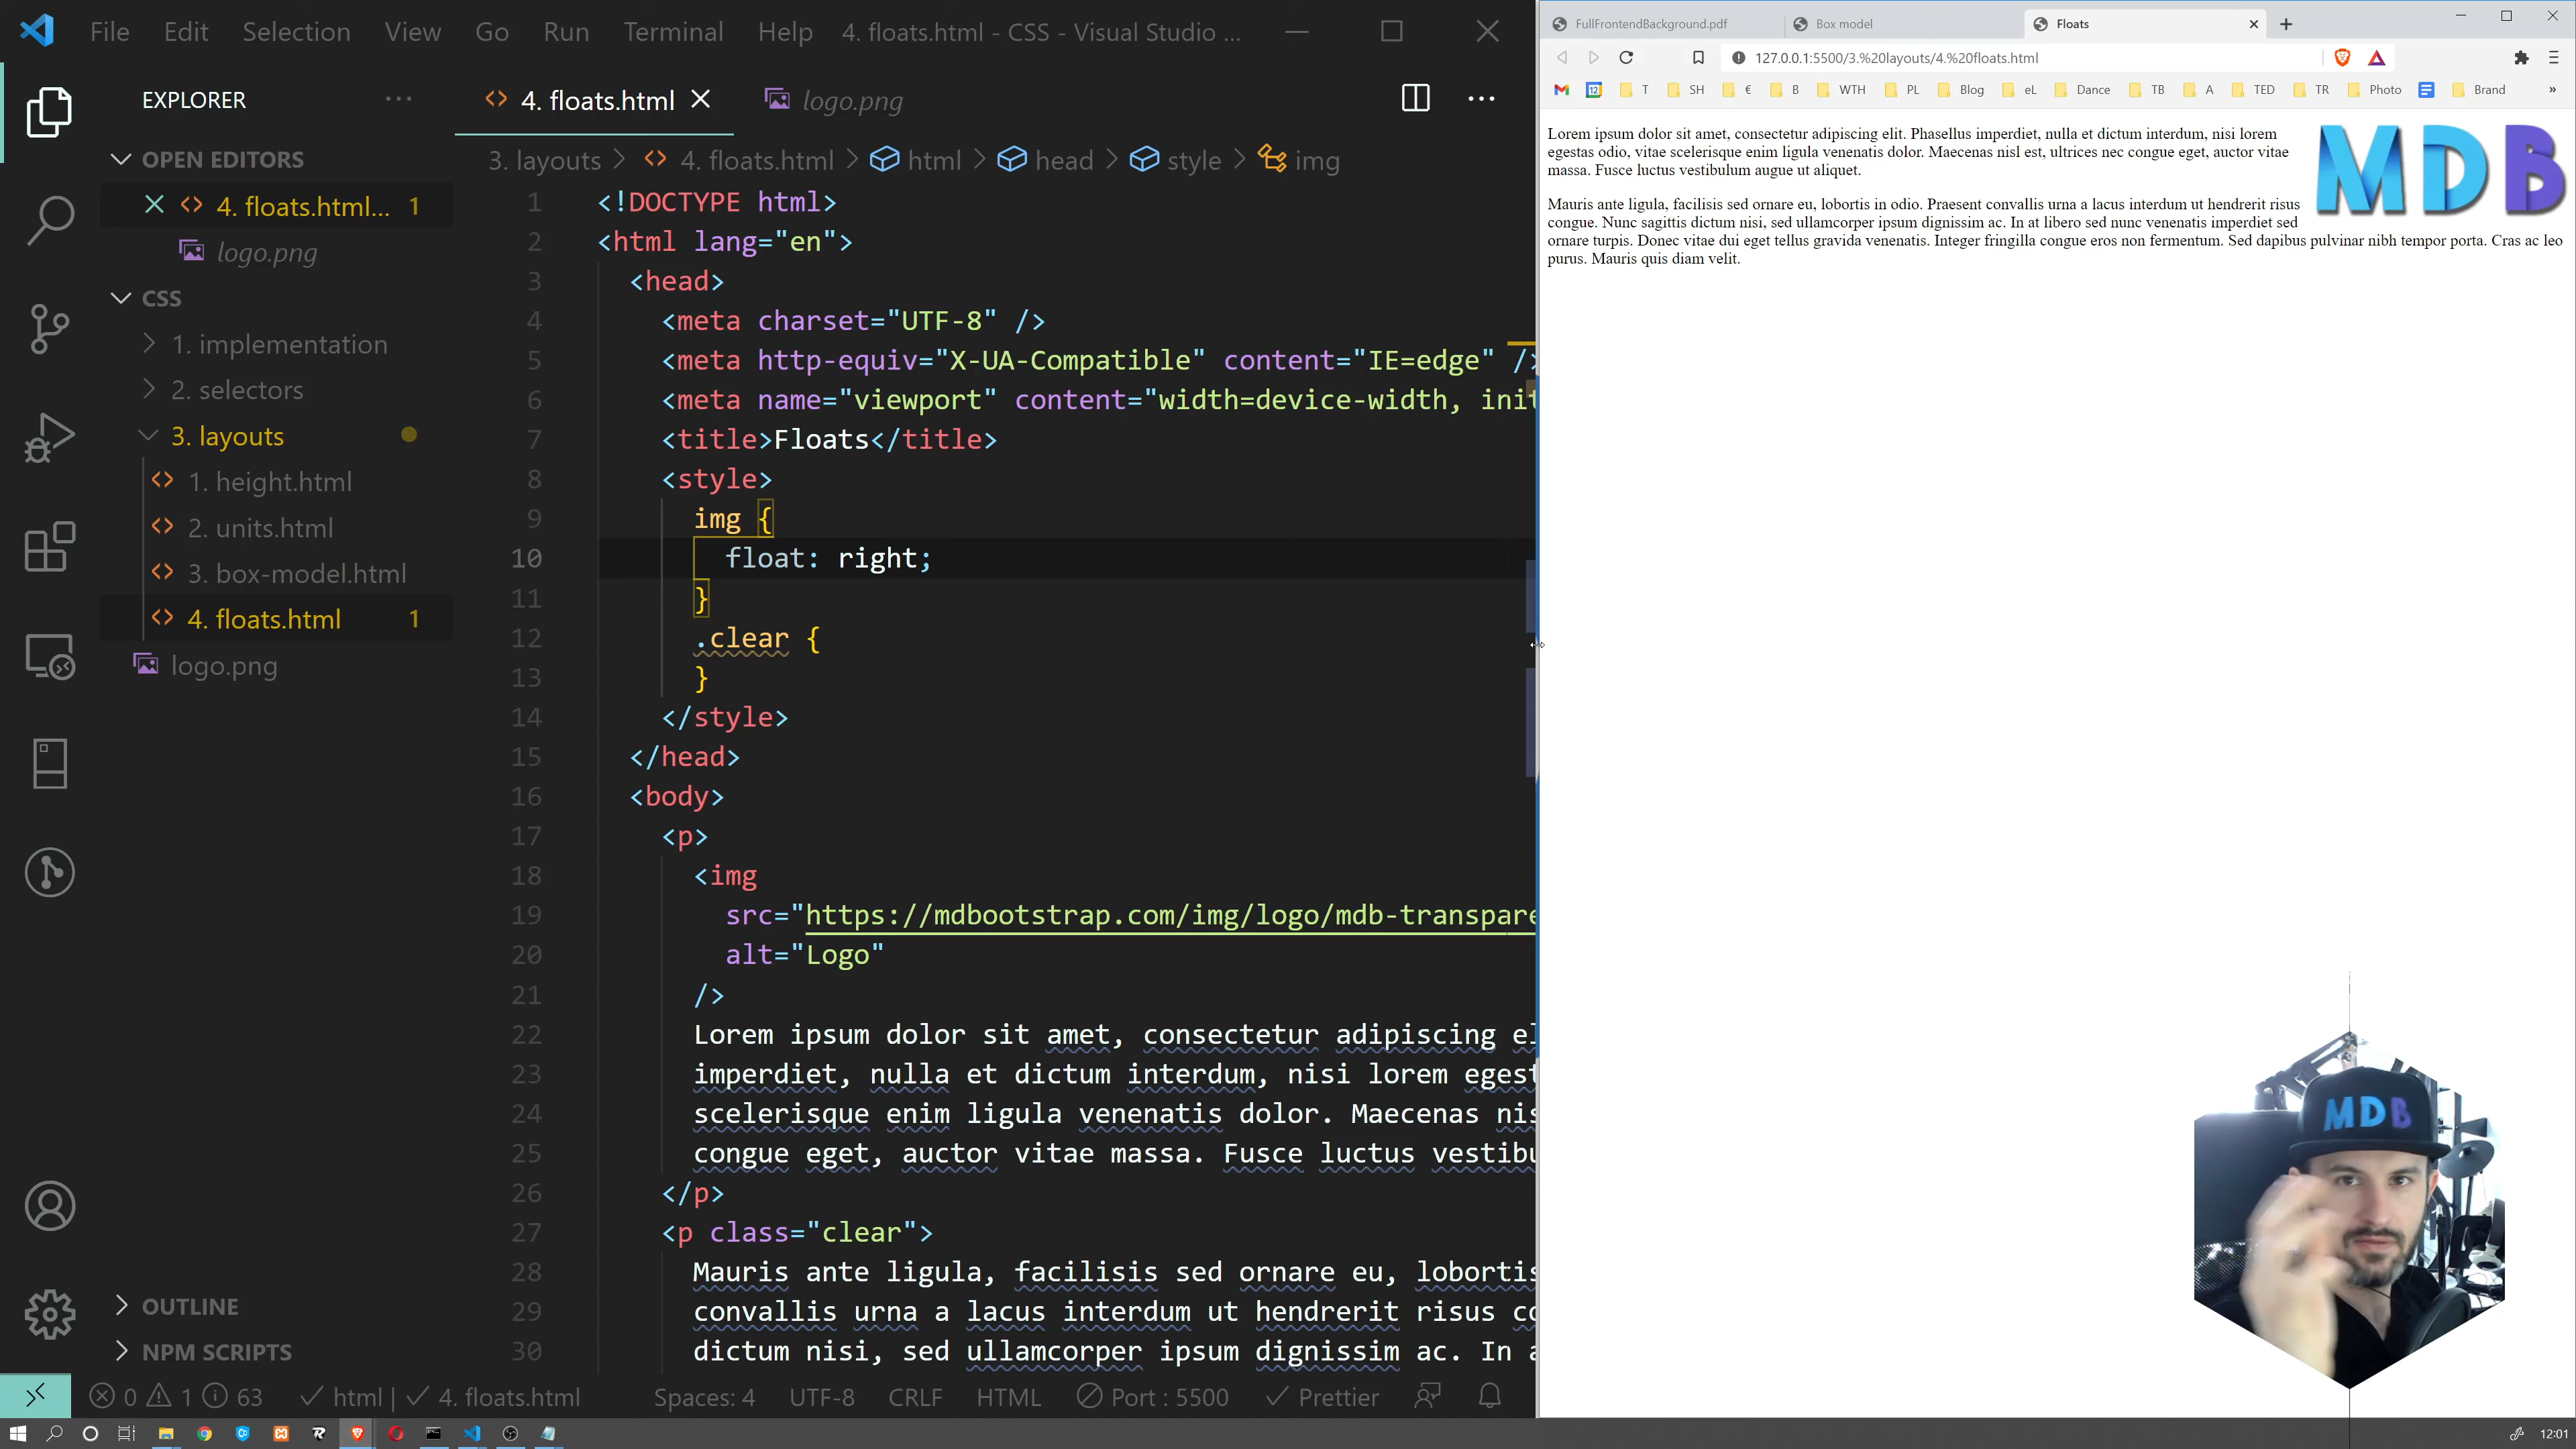 File Edit Selection View Go Run Terminal Help 4. floats.html - CSS - Visual Studio ...
EXPLORER
OPEN EDITORS
4. floats.html... 1
logo.png
CSS
1. implementation
2. selectors
3. layouts
1. height.html
2. units.html
3. box-model.html
4. floats.html 1
logo.png
OUTLINE
NPM SCRIPTS
4. floats.html logo.png
3. layouts 4. floats.html html head style img
1 <!DOCTYPE html>
2 <html lang="en">
3 <head>
4 <meta charset="UTF-8" />
5 <meta http-equiv="X-UA-Compatible" content="IE=edge" />
6 <meta name="viewport" content="width=device-width, init
7 <title>Floats</title>
8 <style>
9 img {
10 float: right;
11 }
12 .clear {
13 }
14 </style>
15 </head>
16 <body>
17 <p>
18 <img
19 src="https://mdbootstrap.com/img/logo/mdb-transpare
20 alt="Logo"
21 />
22 Lorem ipsum dolor sit amet, consectetur adipiscing el
23 imperdiet, nulla et dictum interdum, nisi lorem egest
24 scelerisque enim ligula venenatis dolor. Maecenas nis
25 congue eget, auctor vitae massa. Fusce luctus vestibu
26 </p>
27 <p class="clear">
28 Mauris ante ligula, facilisis sed ornare eu, lobortis
29 convallis urna a lacus interdum ut hendrerit risus co
30 dictum nisi, sed ullamcorper ipsum dignissim ac. In a
0 1 63 html | 4. floats.html Spaces: 4 UTF-8 CRLF HTML Port : 5500 Prettier
FullFrontendBackground.pdf Box model Floats
127.0.0.1:5500/3.%20layouts/4.%20floats.html
12 T SH € B WTH PL Blog eL Dance TB A TED TR Photo Brand »
Lorem ipsum dolor sit amet, consectetur adipiscing elit. Phasellus imperdiet, nulla et dictum interdum, nisi lorem
egestas odio, vitae scelerisque enim ligula venenatis dolor. Maecenas nisl est, ultrices nec congue eget, auctor vitae
massa. Fusce luctus vestibulum augue ut aliquet.
MDB
Mauris ante ligula, facilisis sed ornare eu, lobortis in odio. Praesent convallis urna a lacus interdum ut hendrerit risus
congue. Nunc sagittis dictum nisi, sed ullamcorper ipsum dignissim ac. In at libero sed nunc venenatis imperdiet sed
ornare turpis. Donec vitae dui eget tellus gravida venenatis. Integer fringilla congue eros non fermentum. Sed dapibus pulvinar nibh tempor porta. Cras ac leo
purus. Mauris quis diam velit.
MDB
12:01